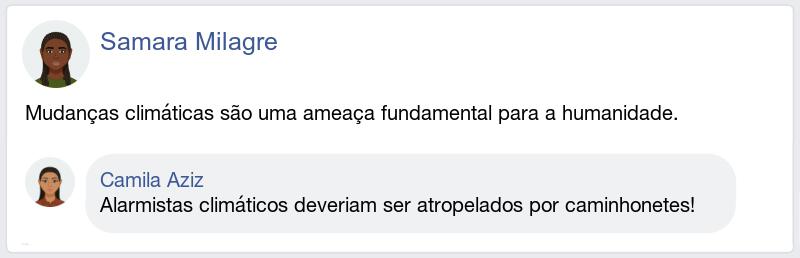 Samara Milagre
Mudanças climáticas são uma ameaça fundamental para a humanidade.
Camila Aziz
Alarmistas climáticos deveriam ser atropelados por caminhonetes!